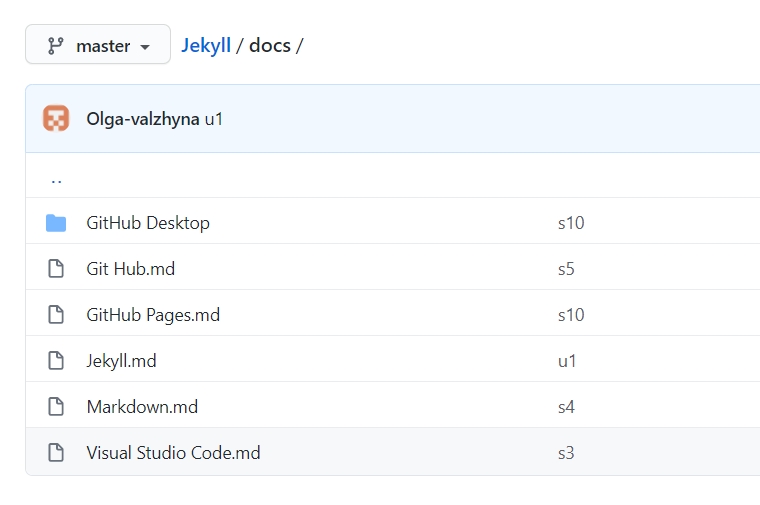 master Jekyll / docs /
Olga-valzhyna u1
..
GitHub Desktop s10
Git Hub.md s5
GitHub Pages.md s10
Jekyll.md u1
Markdown.md s4
Visual Studio Code.md s3